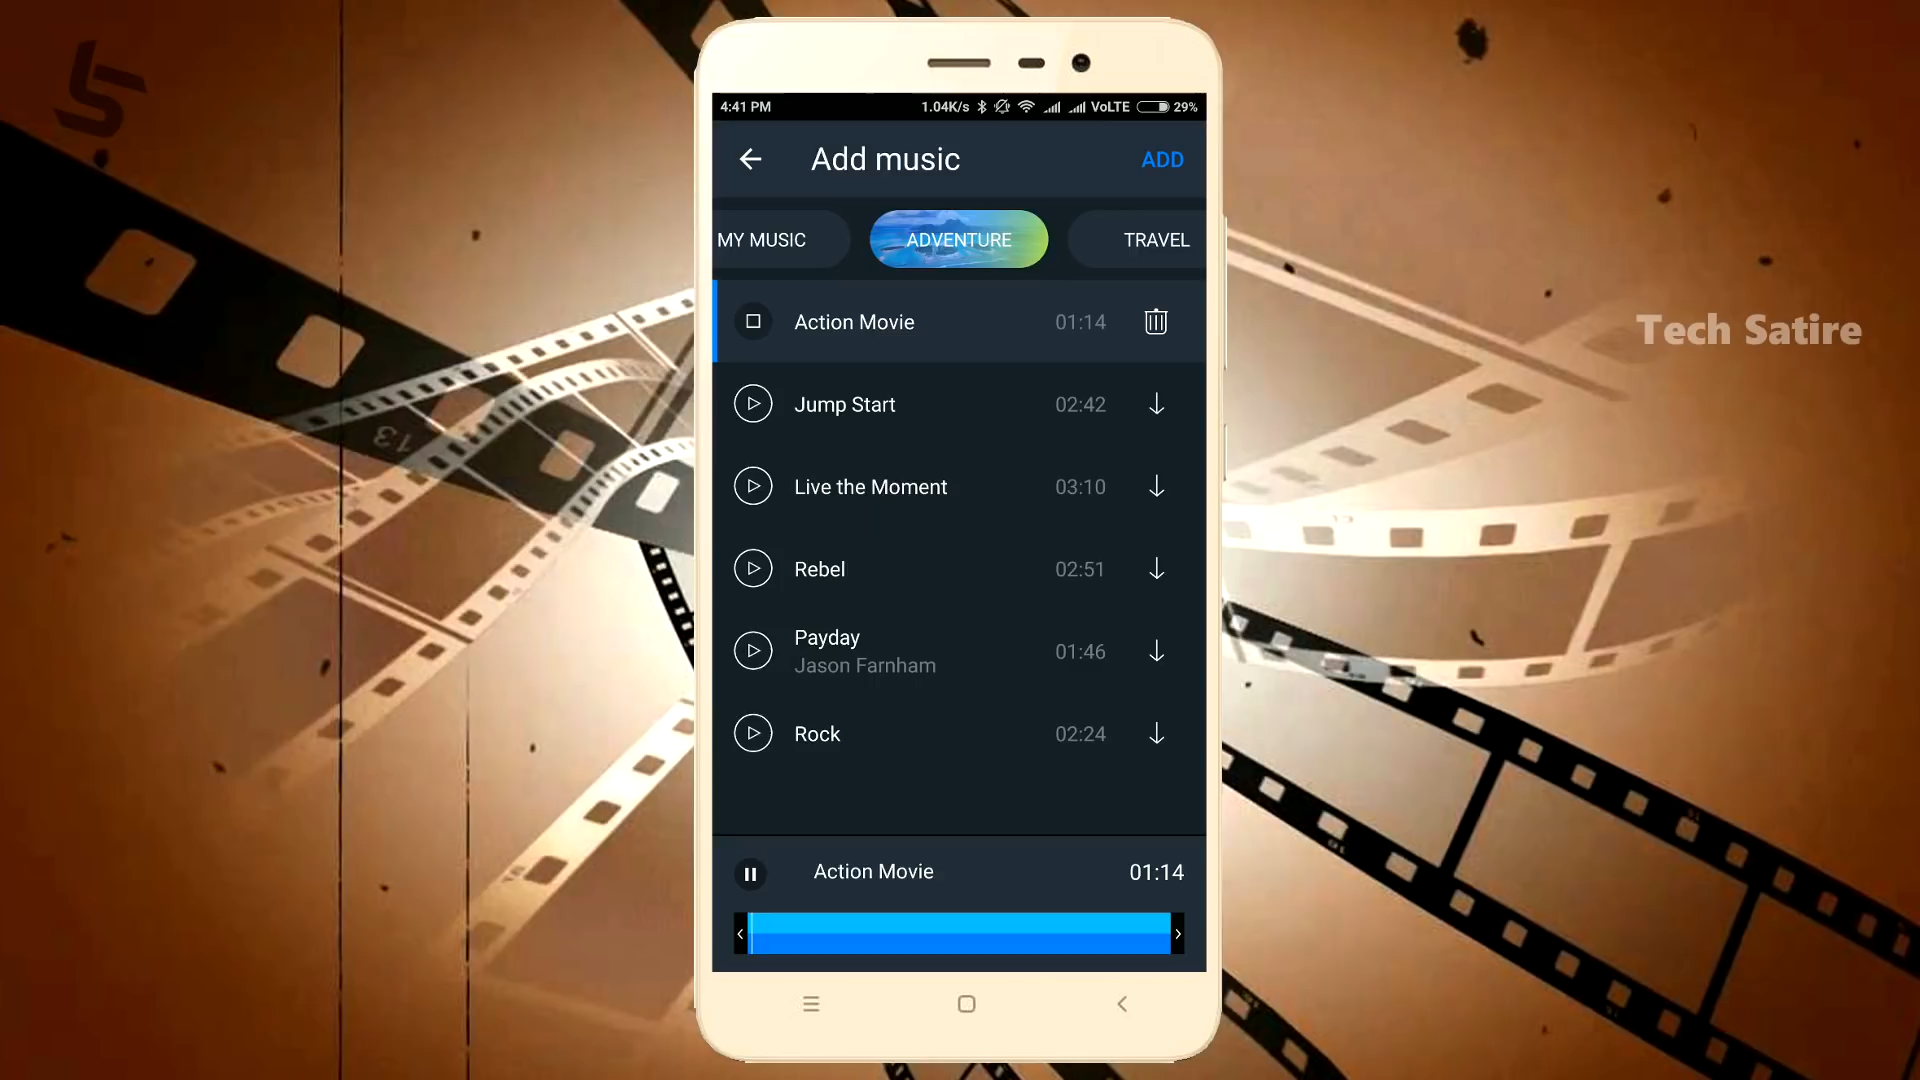 4:41 PM 1.04K/s VoLTE 29%
Add music ADD
MY MUSIC ADVENTURE TRAVEL
Action Movie 01:14
Jump Start 02:42
Live the Moment 03:10
Rebel 02:51
Payday 01:46
Jason Farnham
Rock 02:24
Action Movie 01:14
Tech Satire
13